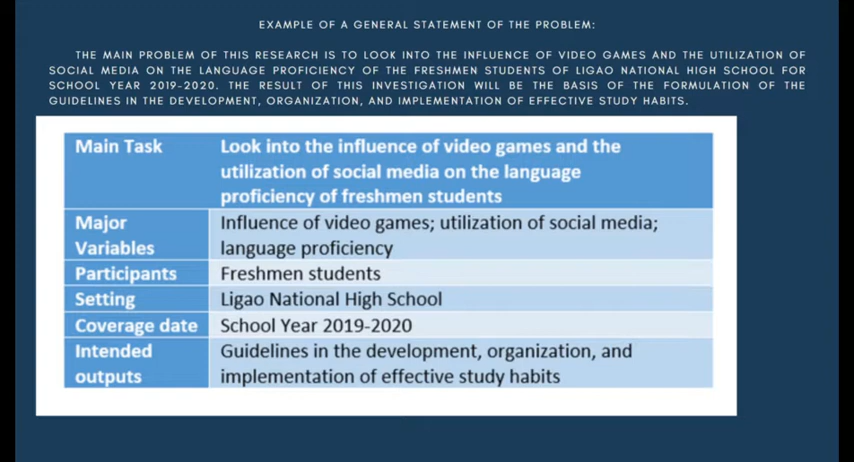 EXAMPLE OF A GENERAL STATEMENT OF THE PROBLEM:
THE MAIN PROBLEM OF THIS RESEARCH IS TO LOOK INTO THE INFLUENCE OF VIDEO GAMES AND THE UTILIZATION OF
SOCIAL MEDIA ON THE LANGUAGE PROFICIENCY OF THE FRESHMEN STUDENTS OF LIGAO NATIONAL HIGH SCHOOL FOR
SCHOOL YEAR 2019-2020. THE RESULT OF THIS INVESTIGATION WILL BE THE BASIS OF THE FORMULATION OF THE
GUIDELINES IN THE DEVELOPMENT, ORGANIZATION, AND IMPLEMENTATION OF EFFECTIVE STUDY HABITS.
Main Task Look into the influence of video games and the
utilization of social media on the language
proficiency of freshmen students
Major Influence of video games; utilization of social media;
Variables language proficiency
Participants Freshmen students
Setting Ligao National High School
Coverage date School Year 2019-2020
Intended Guidelines in the development, organization, and
outputs implementation of effective study habits